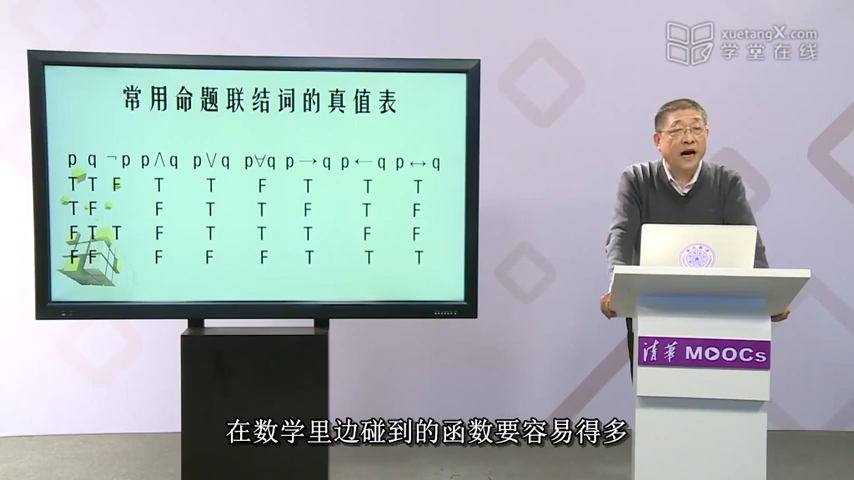 xuetangX.com
学堂在线
常用命题联结词的真值表
p q ¬p p∧q p∨q p∀q p→q p←q p↔q
T T F T T F T T T
T F F T T F T F
F T T F T T T F F
F F F F F T T T
清華 MOOCs
在数学里边碰到的函数要容易得多